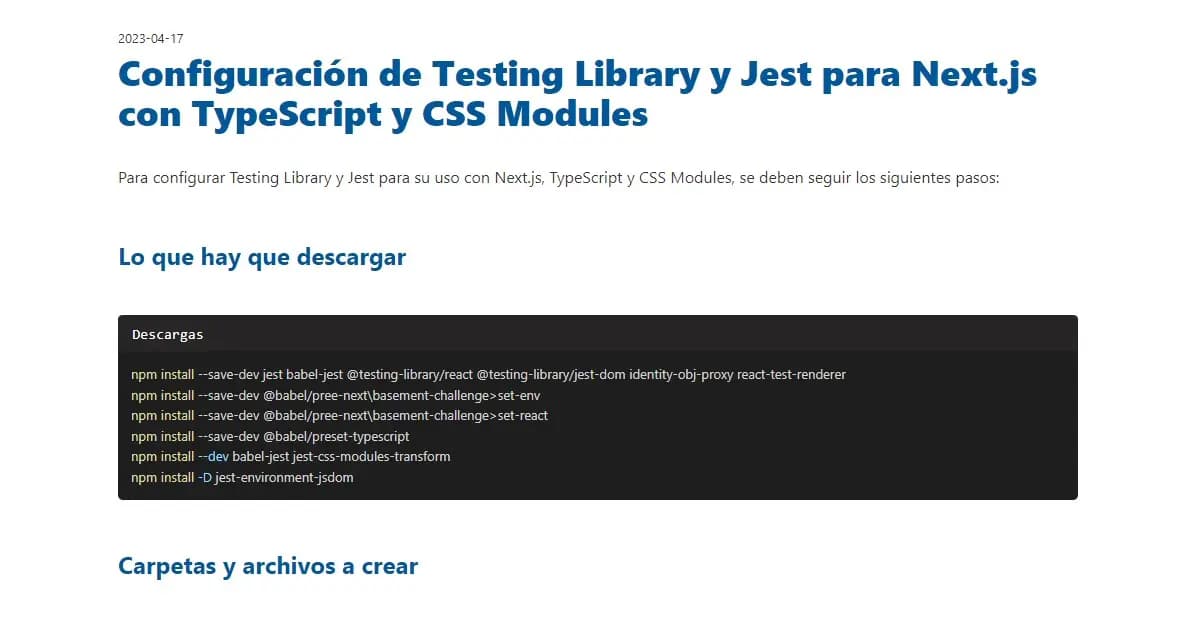 2023-04-17
Configuración de Testing Library y Jest para Next.js
con TypeScript y CSS Modules
Para configurar Testing Library y Jest para su uso con Next.js, TypeScript y CSS Modules, se deben seguir los siguientes pasos:
Lo que hay que descargar
Descargas
npm install --save-dev jest babel-jest @testing-library/react @testing-library/jest-dom identity-obj-proxy react-test-renderer
npm install --save-dev @babel/pree-next\basement-challenge>set-env
npm install --save-dev @babel/pree-next\basement-challenge>set-react
npm install --save-dev @babel/preset-typescript
npm install --dev babel-jest jest-css-modules-transform
npm install -D jest-environment-jsdom
Carpetas y archivos a crear